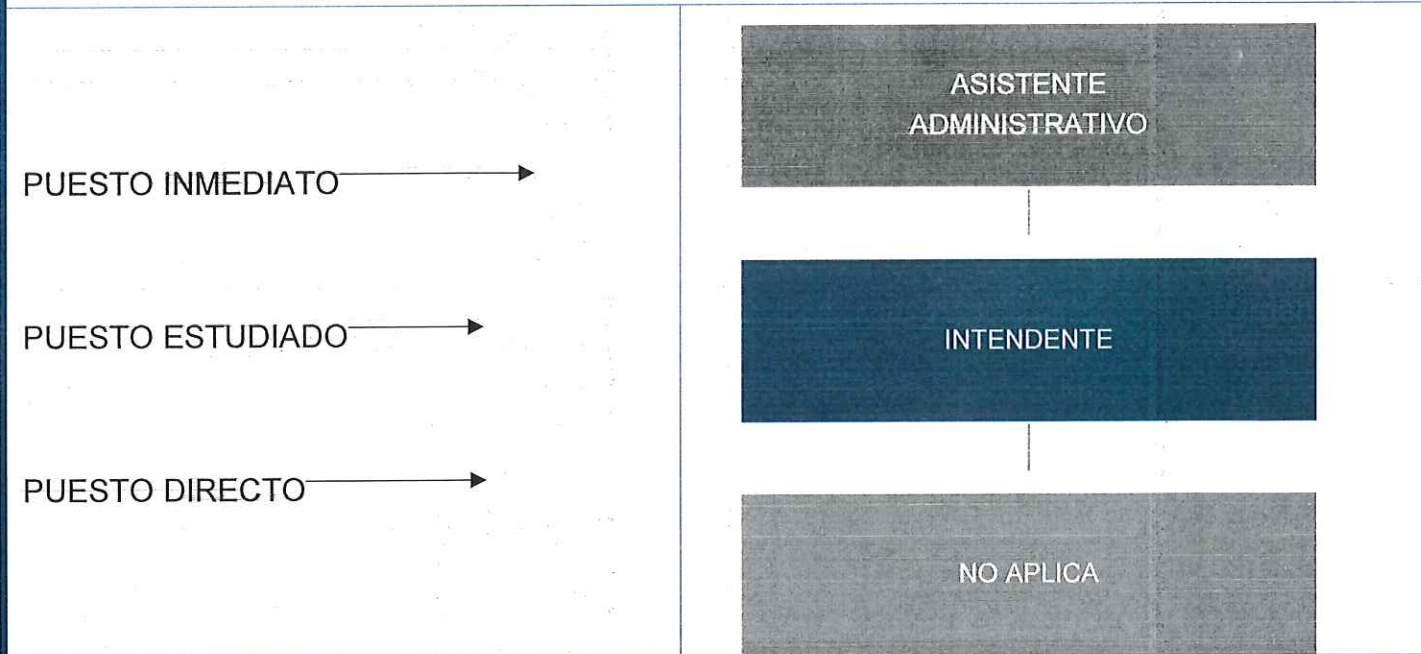 ASISTENTE
ADMINISTRATIVO
PUESTO INMEDIATO
PUESTO ESTUDIADO
INTENDENTE
PUESTO DIRECTO
NO APLICA